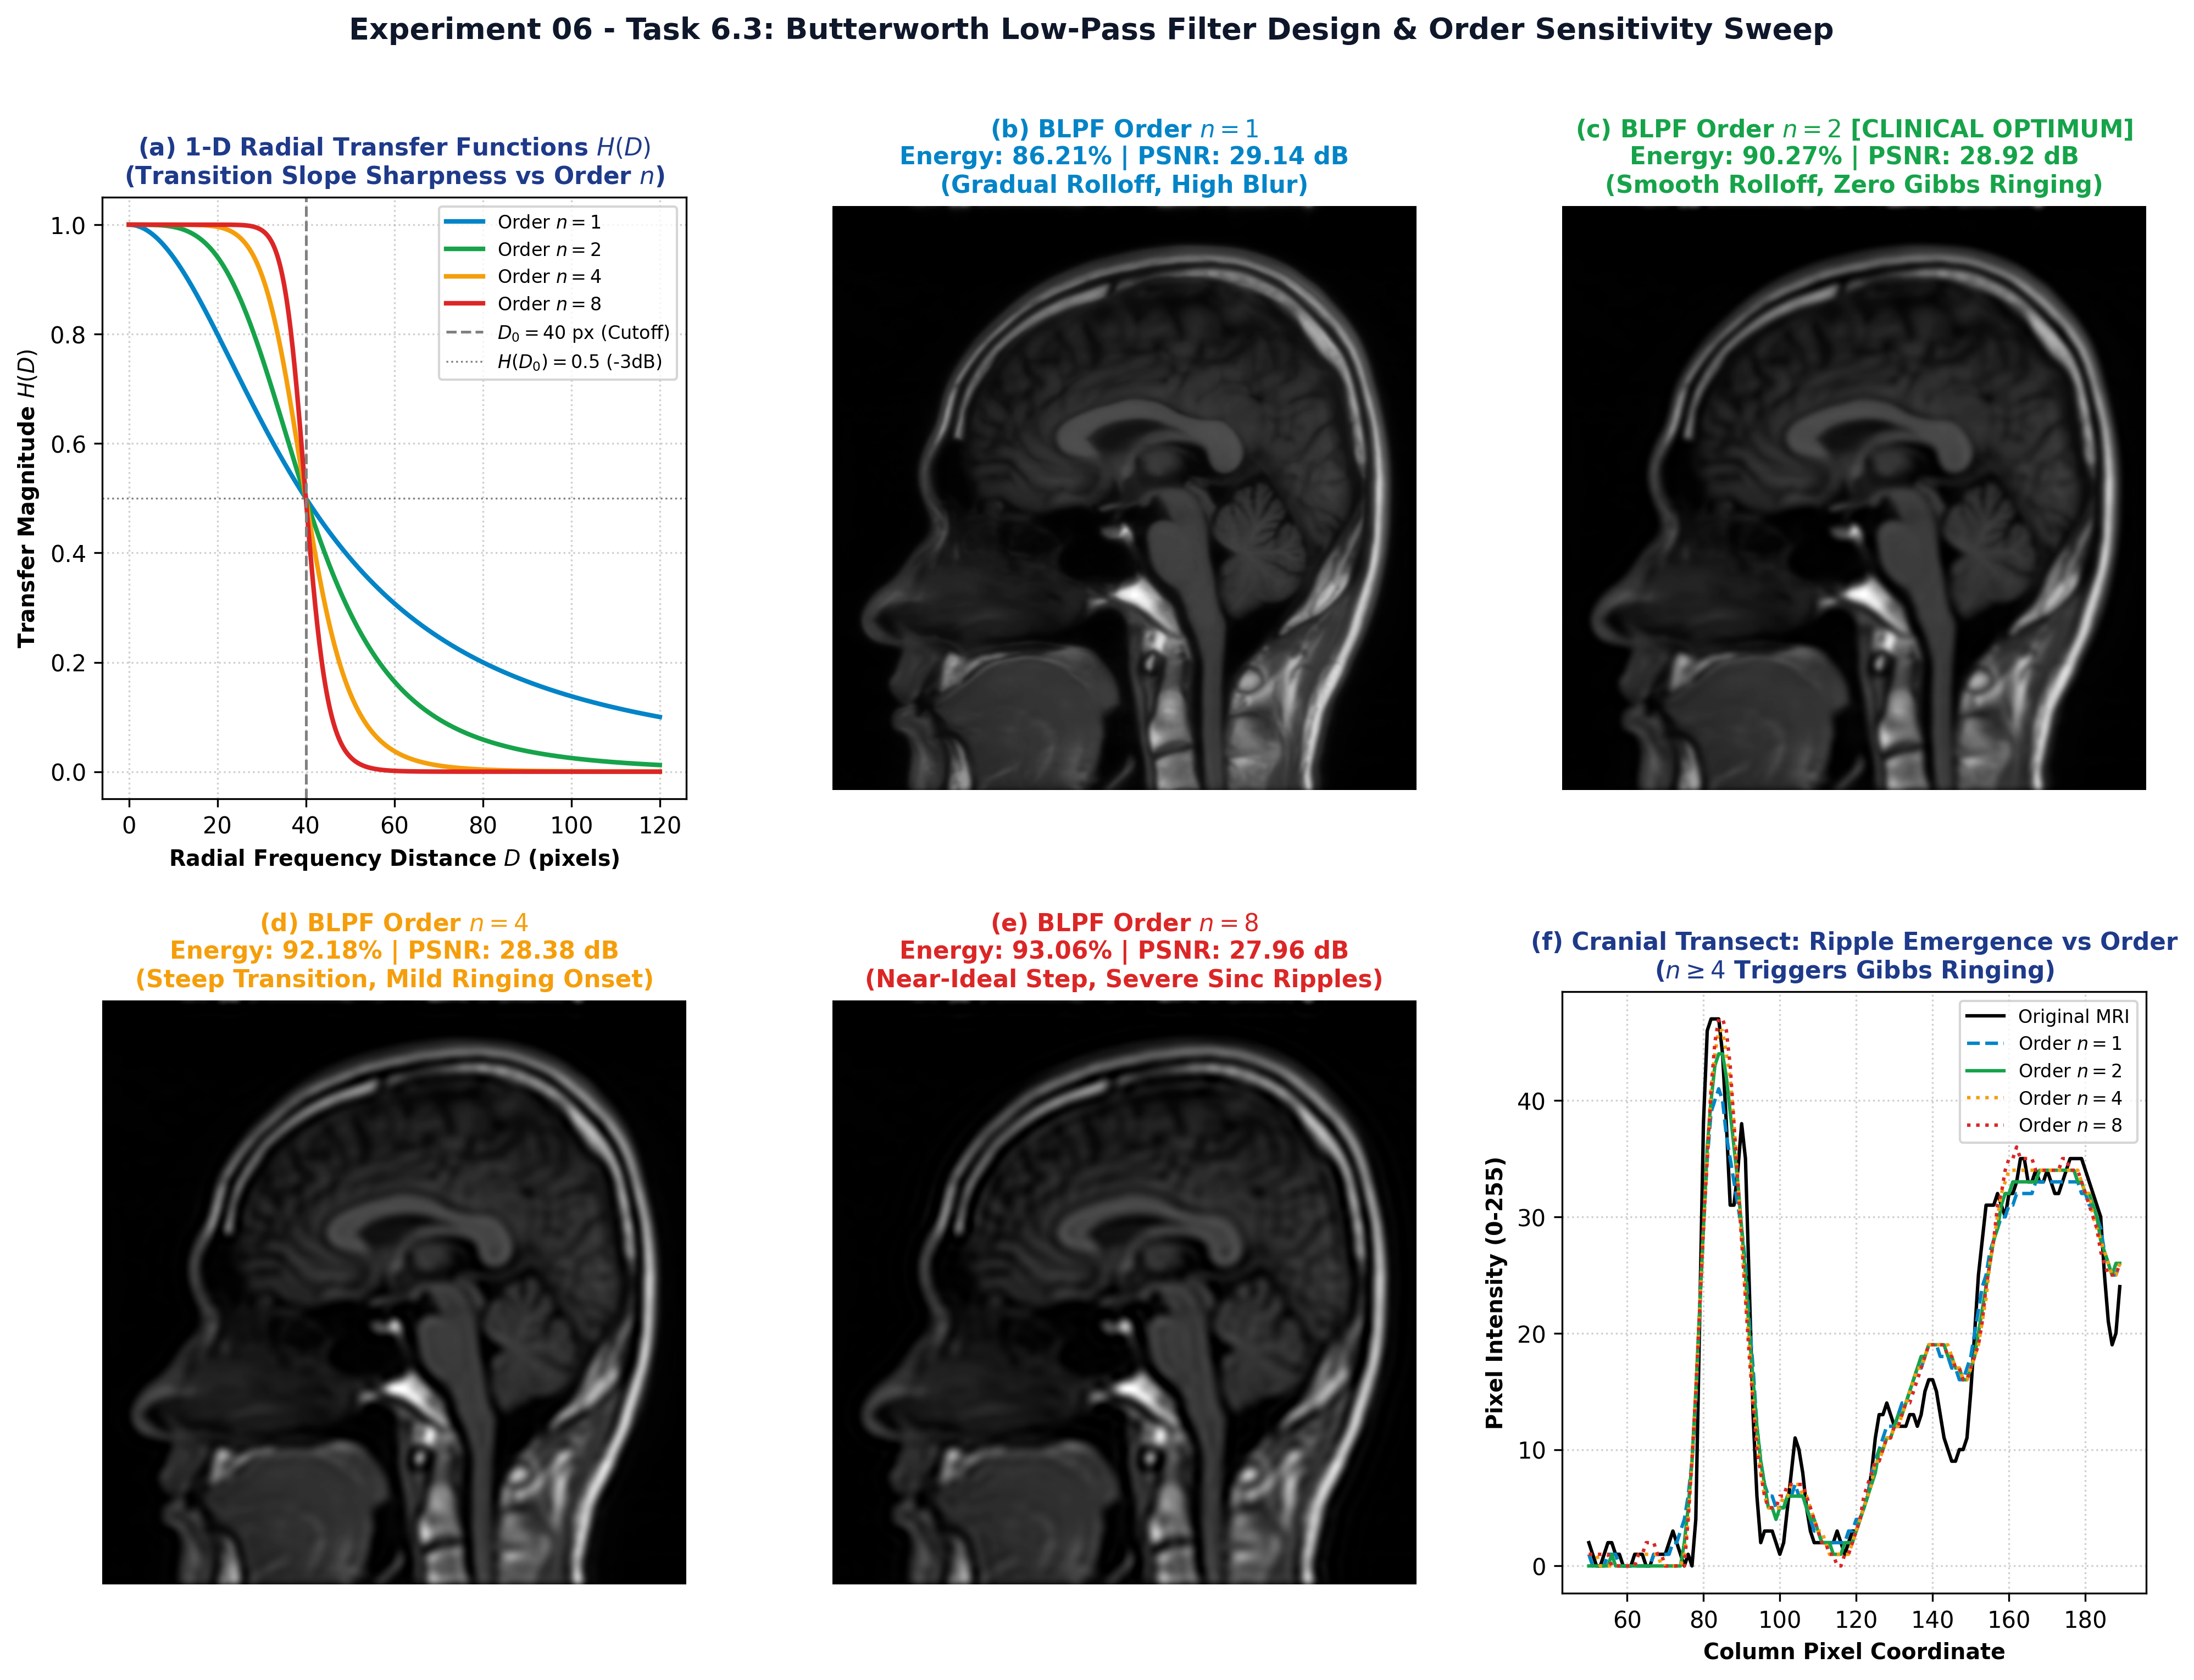 Experiment 06 - Task 6.3: Butterworth Low-Pass Filter Design & Order Sensitivity Sweep
(a) 1-D Radial Transfer Functions H(D)
(Transition Slope Sharpness vs Order n)
Order n = 1
Order n = 2
Order n = 4
Order n = 8
D₀ = 40 px (Cutoff)
H(D₀) = 0.5 (-3dB)
Transfer Magnitude H(D)
1.0
0.8
0.6
0.4
0.2
0.0
0 20 40 60 80 100 120
Radial Frequency Distance D (pixels)
(b) BLPF Order n = 1
Energy: 86.21% | PSNR: 29.14 dB
(Gradual Rolloff, High Blur)
(c) BLPF Order n = 2 [CLINICAL OPTIMUM]
Energy: 90.27% | PSNR: 28.92 dB
(Smooth Rolloff, Zero Gibbs Ringing)
(d) BLPF Order n = 4
Energy: 92.18% | PSNR: 28.38 dB
(Steep Transition, Mild Ringing Onset)
(e) BLPF Order n = 8
Energy: 93.06% | PSNR: 27.96 dB
(Near-Ideal Step, Severe Sinc Ripples)
(f) Cranial Transect: Ripple Emergence vs Order
(n ≥ 4 Triggers Gibbs Ringing)
Original MRI
Order n = 1
Order n = 2
Order n = 4
Order n = 8
Pixel Intensity (0-255)
40
30
20
10
0
60 80 100 120 140 160 180
Column Pixel Coordinate